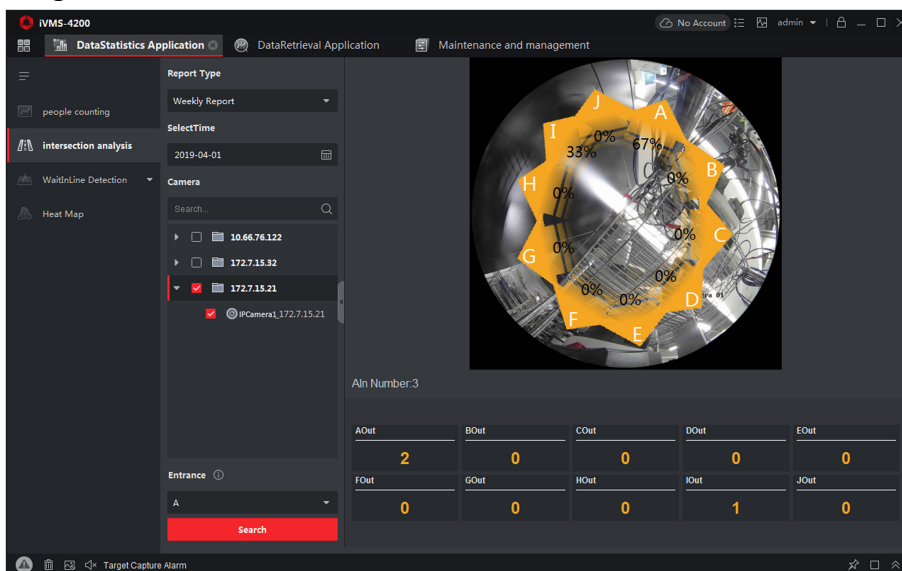 iVMS-4200
No Account
admin
DataStatistics Application
DataRetrieval Application
Maintenance and management
people counting
intersection analysis
WaitInLine Detection
Heat Map
Report Type
Weekly Report
SelectTime
2019-04-01
Camera
Search...
10.66.76.122
172.7.15.32
172.7.15.21
IPCamera1_172.7.15.21
Entrance
A
Search
J
A
I
0%
67%
33%
B
0%
H
0%
C
0%
G
0%
0%
D
0%
0%
F
E
01
AIn Number:3
AOut
BOut
COut
DOut
EOut
2
0
0
0
0
FOut
GOut
HOut
IOut
JOut
0
0
0
1
0
Target Capture Alarm